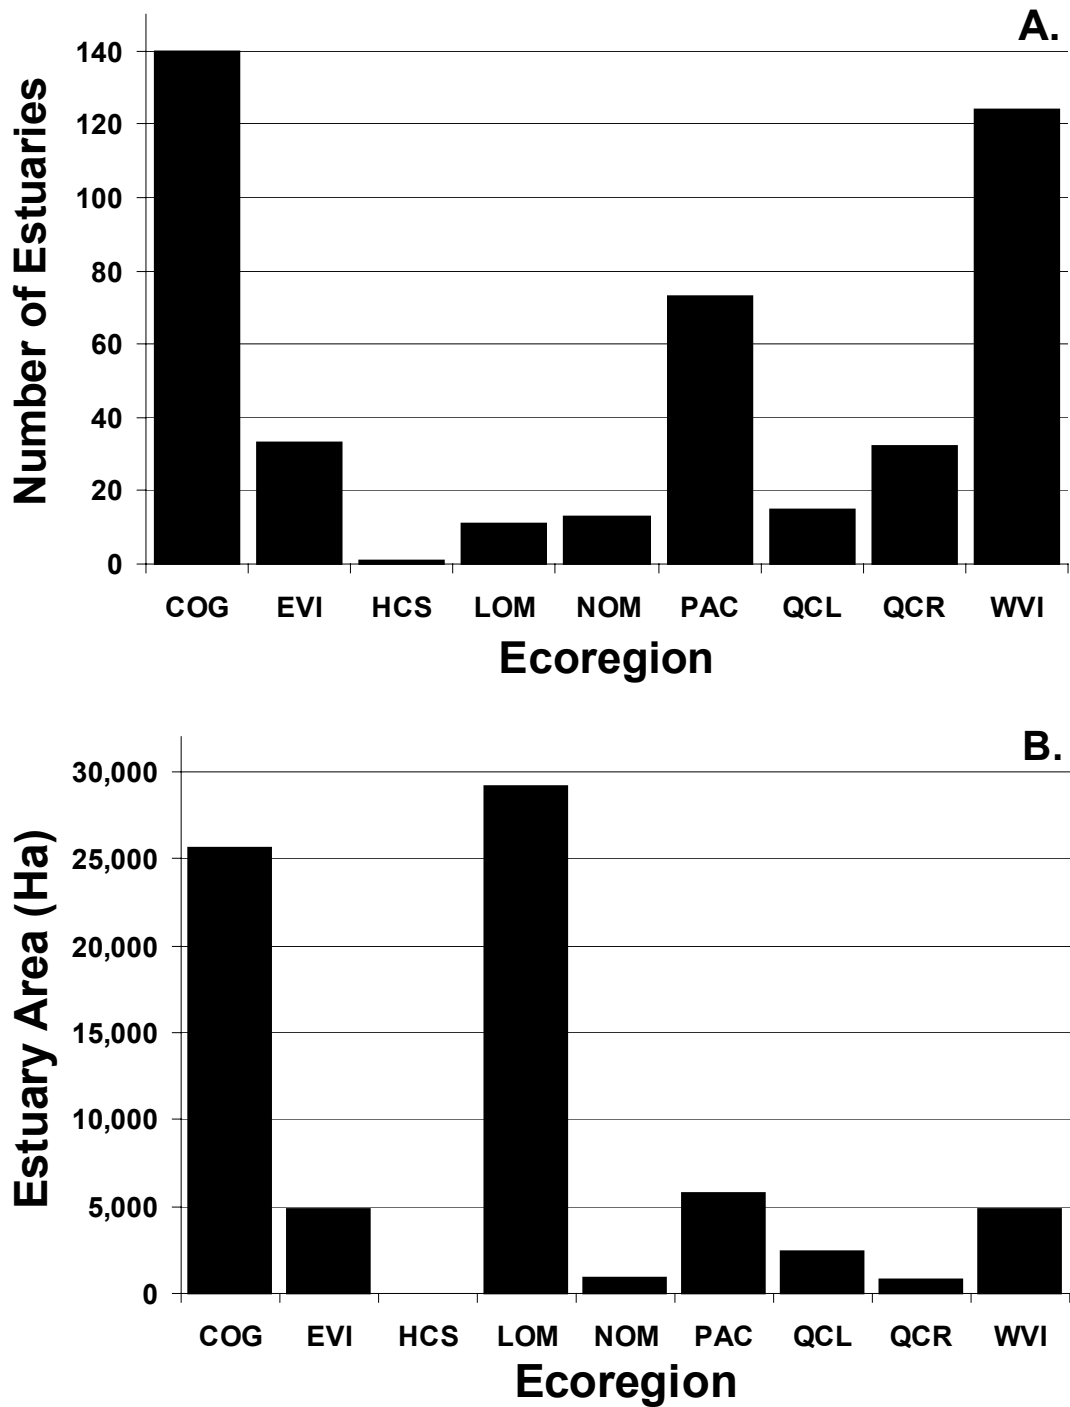 A.
Number of Estuaries
140
120
100
80
60
40
20
0
COG EVI HCS LOM NOM PAC QCL QCR WVI
Ecoregion
B.
Estuary Area (Ha)
30,000
25,000
20,000
15,000
10,000
5,000
0
COG EVI HCS LOM NOM PAC QCL QCR WVI
Ecoregion